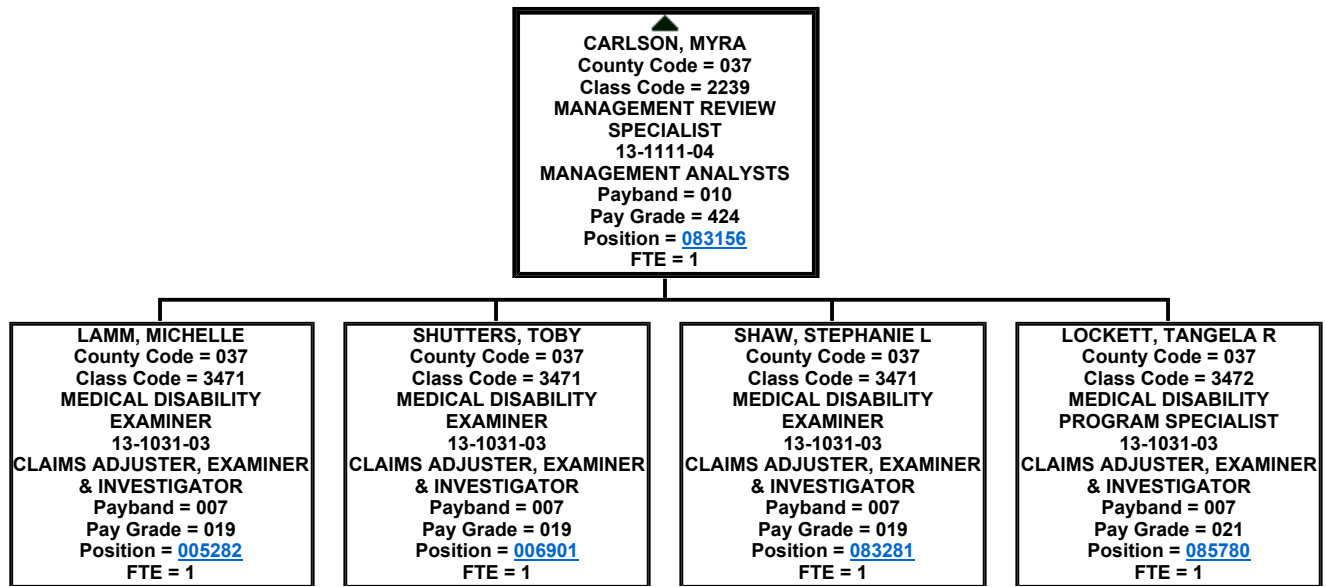 CARLSON, MYRA
County Code = 037
Class Code = 2239
MANAGEMENT REVIEW
SPECIALIST
13-1111-04
MANAGEMENT ANALYSTS
Payband = 010
Pay Grade = 424
Position = 083156
FTE = 1
LAMM, MICHELLE
County Code = 037
Class Code = 3471
MEDICAL DISABILITY
EXAMINER
13-1031-03
CLAIMS ADJUSTER, EXAMINER
& INVESTIGATOR
Payband = 007
Pay Grade = 019
Position = 005282
FTE = 1
SHUTTERS, TOBY
County Code = 037
Class Code = 3471
MEDICAL DISABILITY
EXAMINER
13-1031-03
CLAIMS ADJUSTER, EXAMINER
& INVESTIGATOR
Payband = 007
Pay Grade = 019
Position = 006901
FTE = 1
SHAW, STEPHANIE L
County Code = 037
Class Code = 3471
MEDICAL DISABILITY
EXAMINER
13-1031-03
CLAIMS ADJUSTER, EXAMINER
& INVESTIGATOR
Payband = 007
Pay Grade = 019
Position = 083281
FTE = 1
LOCKETT, TANGELA R
County Code = 037
Class Code = 3472
MEDICAL DISABILITY
PROGRAM SPECIALIST
13-1031-03
CLAIMS ADJUSTER, EXAMINER
& INVESTIGATOR
Payband = 007
Pay Grade = 021
Position = 085780
FTE = 1